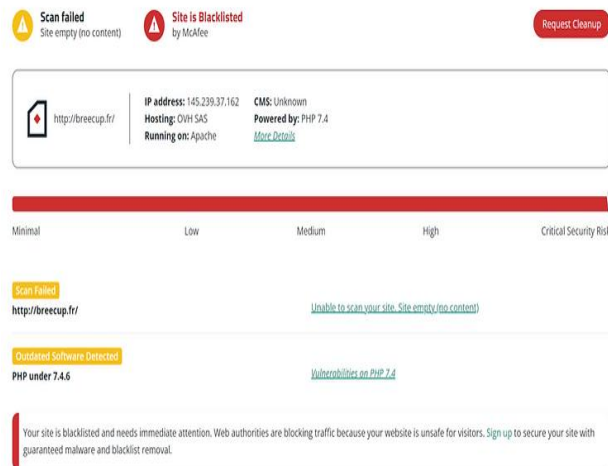 Scan failed
Site empty (no content)
Site is Blacklisted
by McAfee
Request Cleanup
http://breecup.fr/
IP address: 145.239.37.162
Hosting: OVH SAS
Running on: Apache
CMS: Unknown
Powered by: PHP 7.4
More Details
Minimal Low Medium High Critical Security Risk
Scan Failed
http://breecup.fr/ Unable to scan your site. Site empty (no content)
Outdated Software Detected
PHP under 7.4.6 Vulnerabilities on PHP 7.4
Your site is blacklisted and needs immediate attention. Web authorities are blocking traffic because your website is unsafe for visitors. Sign up to secure your site with
guaranteed malware and blacklist removal.